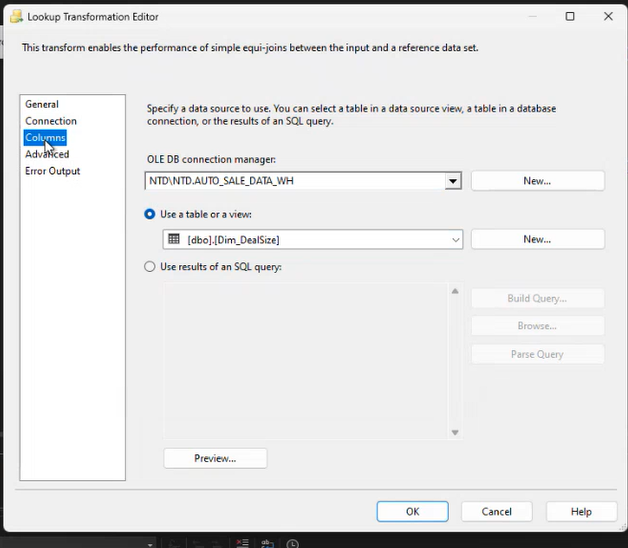 Lookup Transformation Editor
This transform enables the performance of simple equi-joins between the input and a reference data set.
General
Connection
Columns
Advanced
Error Output
Specify a data source to use. You can select a table in a data source view, a table in a database
connection, or the results of an SQL query.
OLE DB connection manager:
NTD\NTD.AUTO_SALE_DATA_WH
New...
Use a table or a view:
[dbo].[Dim_DealSize]
New...
Use results of an SQL query:
Build Query...
Browse...
Parse Query
Preview...
OK
Cancel
Help